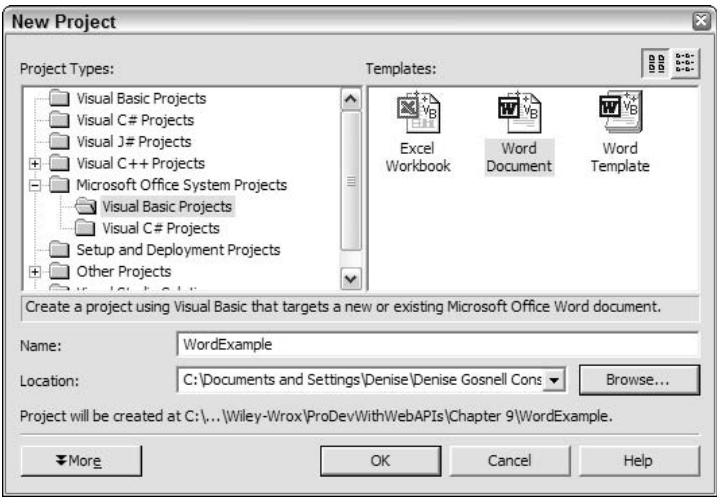 New Project
Project Types:
Templates:
Visual Basic Projects
Visual C# Projects
Visual J# Projects
Visual C++ Projects
Microsoft Office System Projects
Visual Basic Projects
Visual C# Projects
Setup and Deployment Projects
Other Projects
Excel
Workbook
Word
Document
Word
Template
Create a project using Visual Basic that targets a new or existing Microsoft Office Word document.
Name:
WordExample
Location:
C:\Documents and Settings\Denise\Denise Gosnell Cons
Browse...
Project will be created at C:\...\Wiley-Wrox\ProDevWithWebAPIs\Chapter 9\WordExample.
More
OK
Cancel
Help